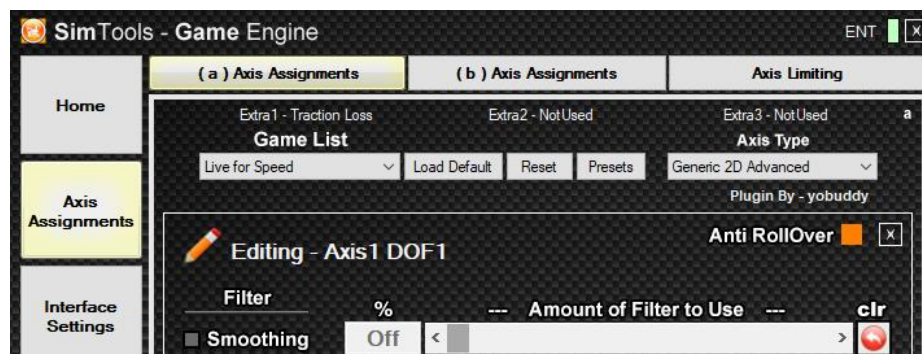 SimTools - Game Engine
ENT
x
( a ) Axis Assignments
( b ) Axis Assignments
Axis Limiting
Home
Extra1 - Traction Loss
Extra2 - NotUsed
Extra3 - NotUsed
a
Game List
Axis Type
Live for Speed
Load Default
Reset
Presets
Generic 2D Advanced
Plugin By - yobuddy
Axis
Assignments
Anti RollOver
x
Editing - Axis1 DOF1
Interface
Settings
Filter
%
--- Amount of Filter to Use ---
clr
Smoothing
Off
< >